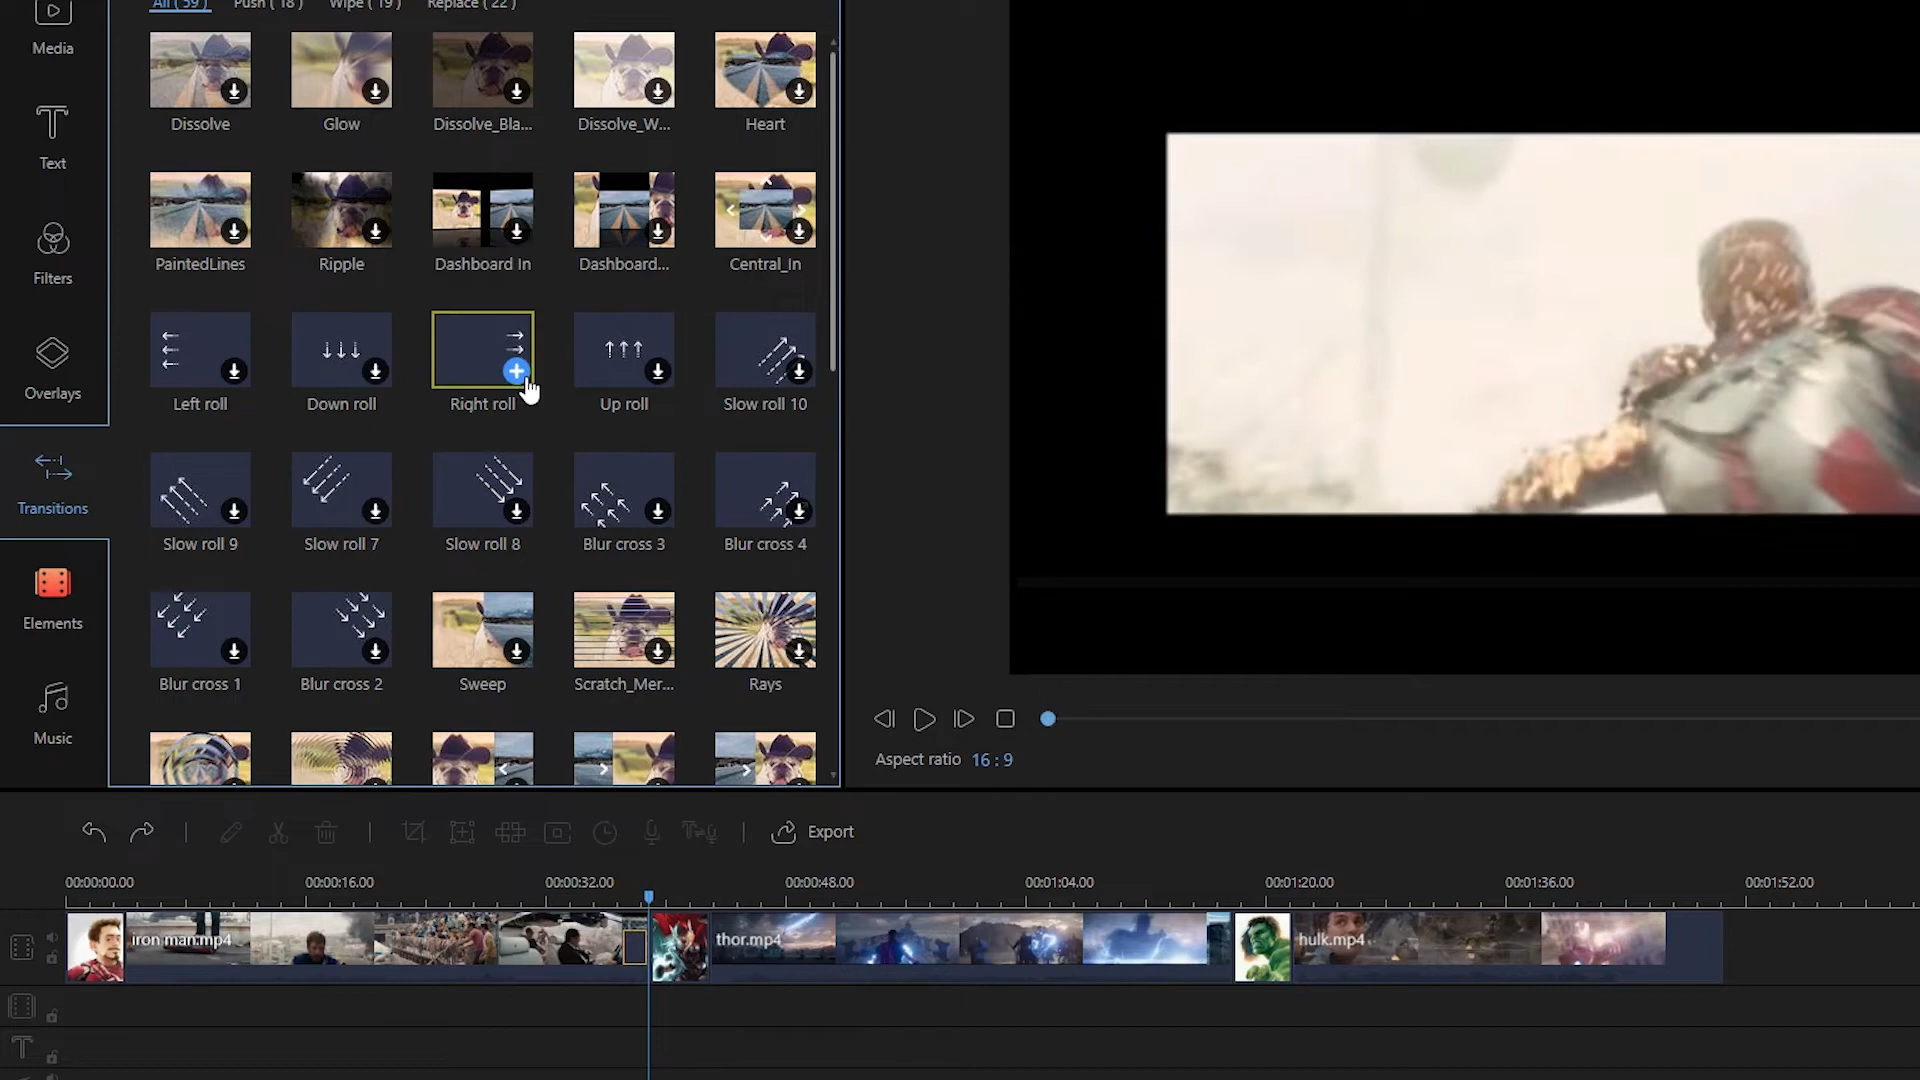 All ( 59 ) Push ( 18 ) Wipe ( 19 ) Replace ( 22 )
Media
Text
Filters
Overlays
Transitions
Elements
Music
Dissolve Glow Dissolve_Bla... Dissolve_W... Heart
PaintedLines Ripple Dashboard In Dashboard... Central_In
Left roll Down roll Right roll Up roll Slow roll 10
Slow roll 9 Slow roll 7 Slow roll 8 Blur cross 3 Blur cross 4
Blur cross 1 Blur cross 2 Sweep Scratch_Mer... Rays
Aspect ratio 16 : 9
Export
00:00:00.00 00:00:16.00 00:00:32.00 00:00:48.00 00:01:04.00 00:01:20.00 00:01:36.00 00:01:52.00
iron man.mp4 thor.mp4 hulk.mp4